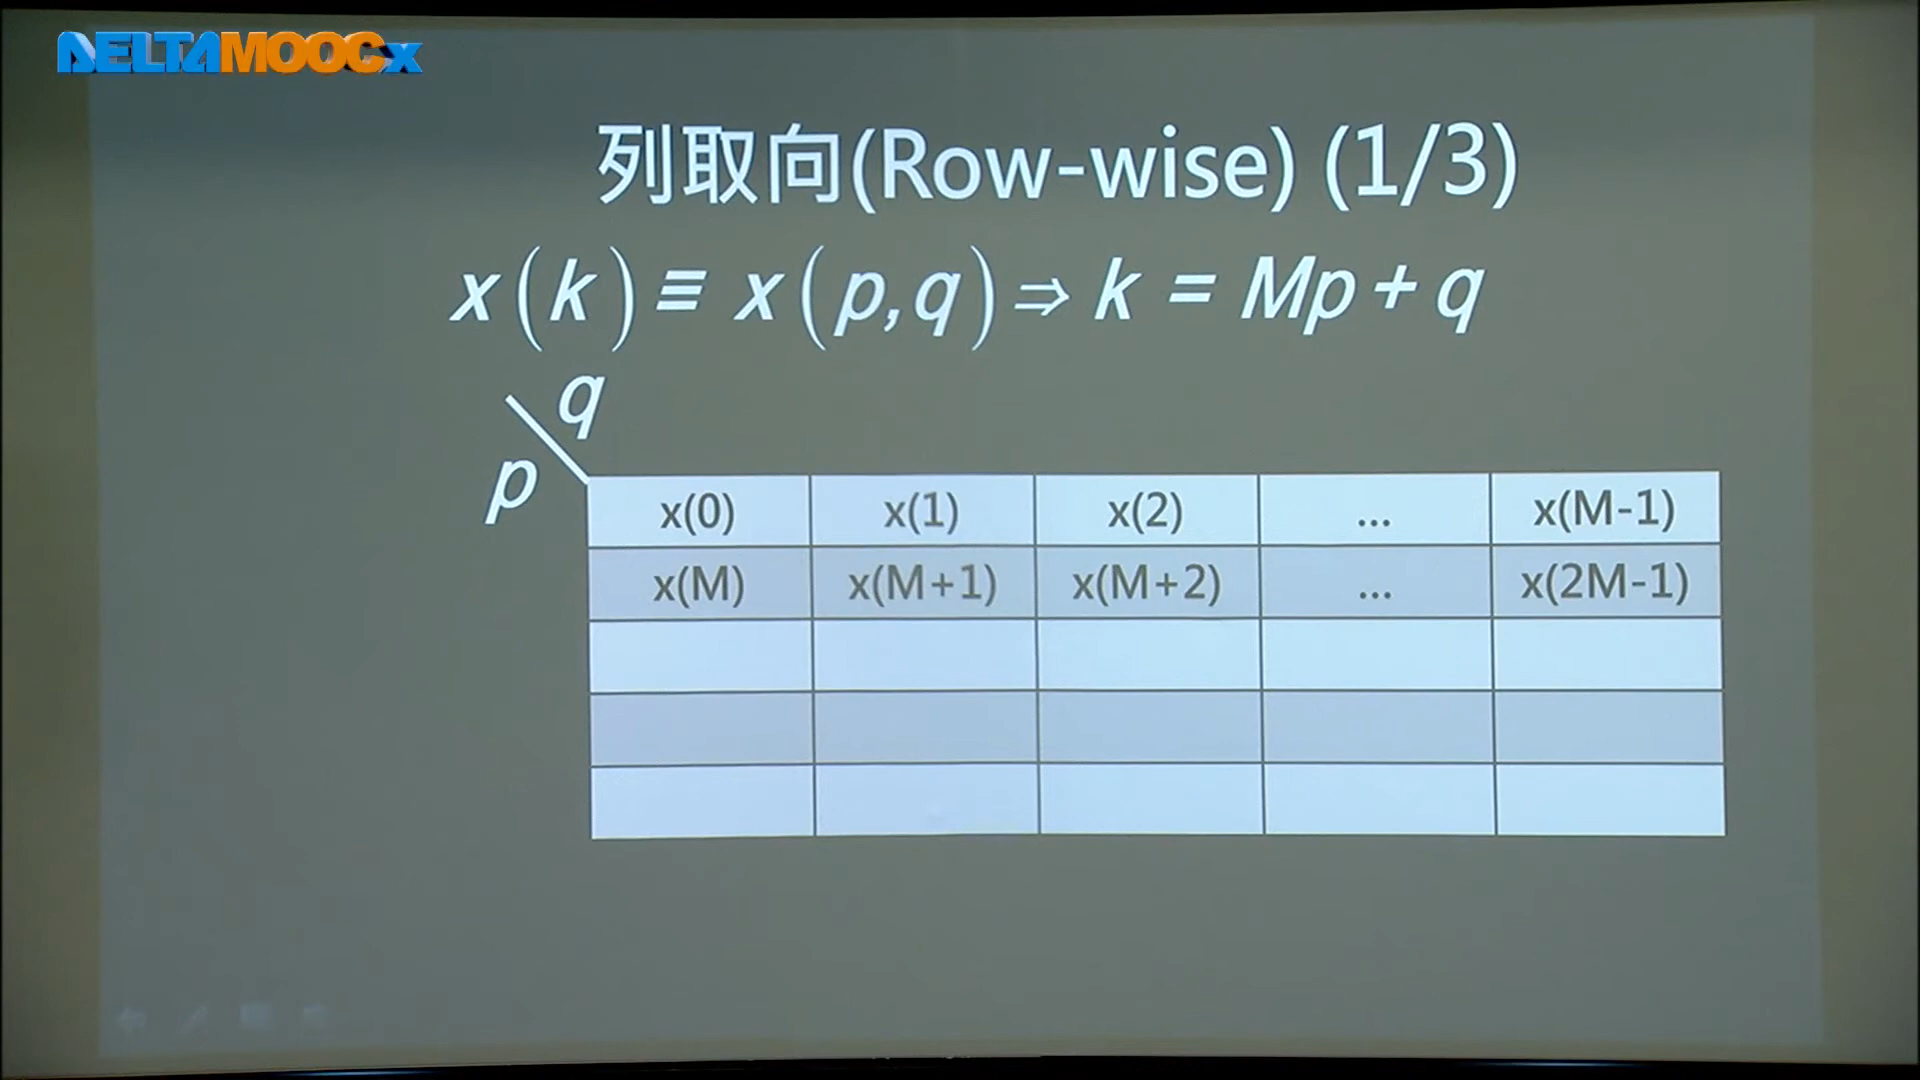 DELTAMOOCx
列取向(Row-wise) (1/3)
x(k) ≡ x(p,q) ⇒ k = Mp + q
q
p
x(0) x(1) x(2) ... x(M-1)
x(M) x(M+1) x(M+2) ... x(2M-1)